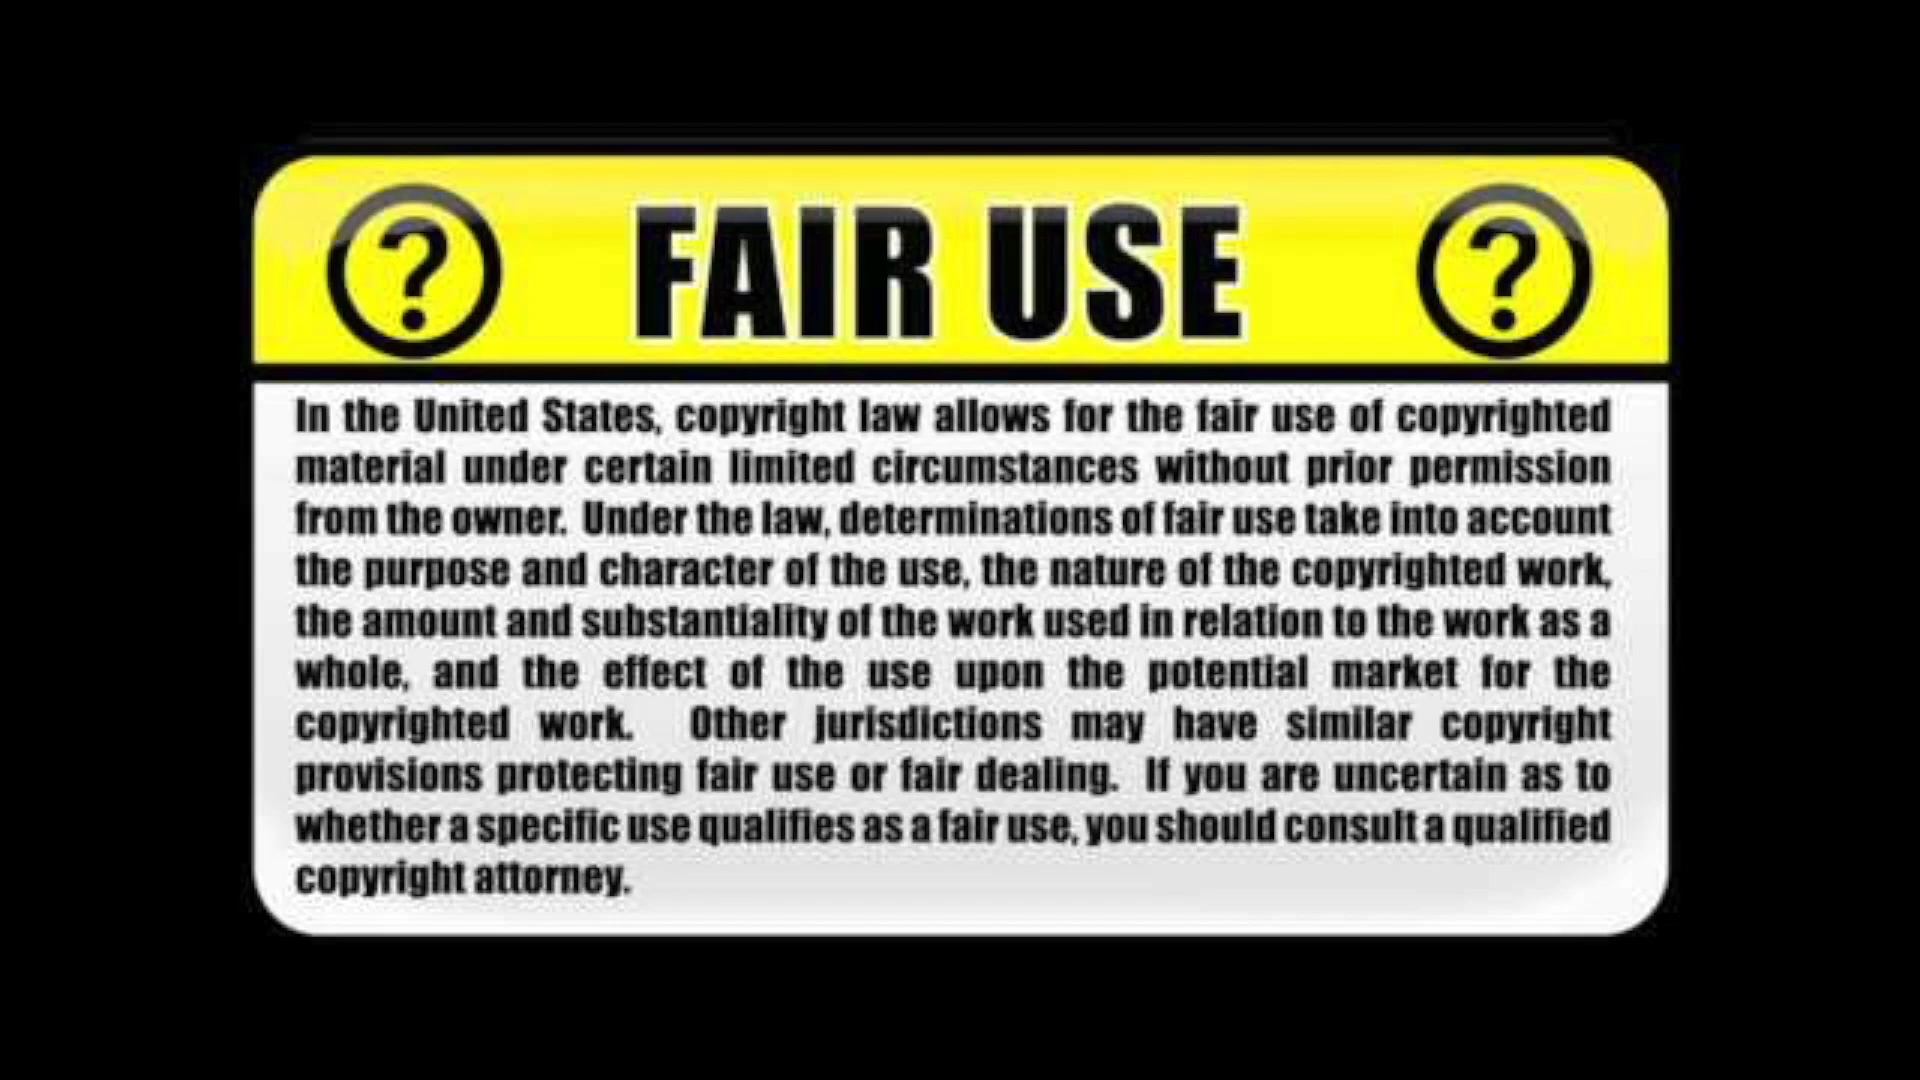 ? FAIR USE ?
In the United States, copyright law allows for the fair use of copyrighted
material under certain limited circumstances without prior permission
from the owner. Under the law, determinations of fair use take into account
the purpose and character of the use, the nature of the copyrighted work,
the amount and substantiality of the work used in relation to the work as a
whole, and the effect of the use upon the potential market for the
copyrighted work. Other jurisdictions may have similar copyright
provisions protecting fair use or fair dealing. If you are uncertain as to
whether a specific use qualifies as a fair use, you should consult a qualified
copyright attorney.